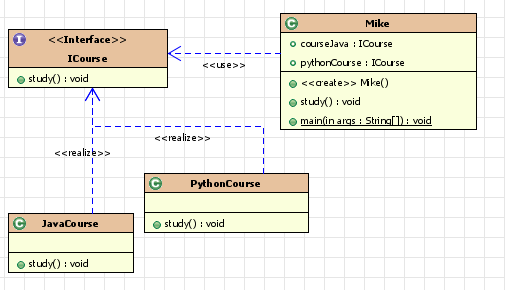 I
<<Interface>>
ICourse
study() : void
C
Mike
courseJava : ICourse
pythonCourse : ICourse
<<create>> Mike()
study() : void
main(in args : String[]) : void
<<use>>
<<realize>>
<<realize>>
C
PythonCourse
study() : void
C
JavaCourse
study() : void